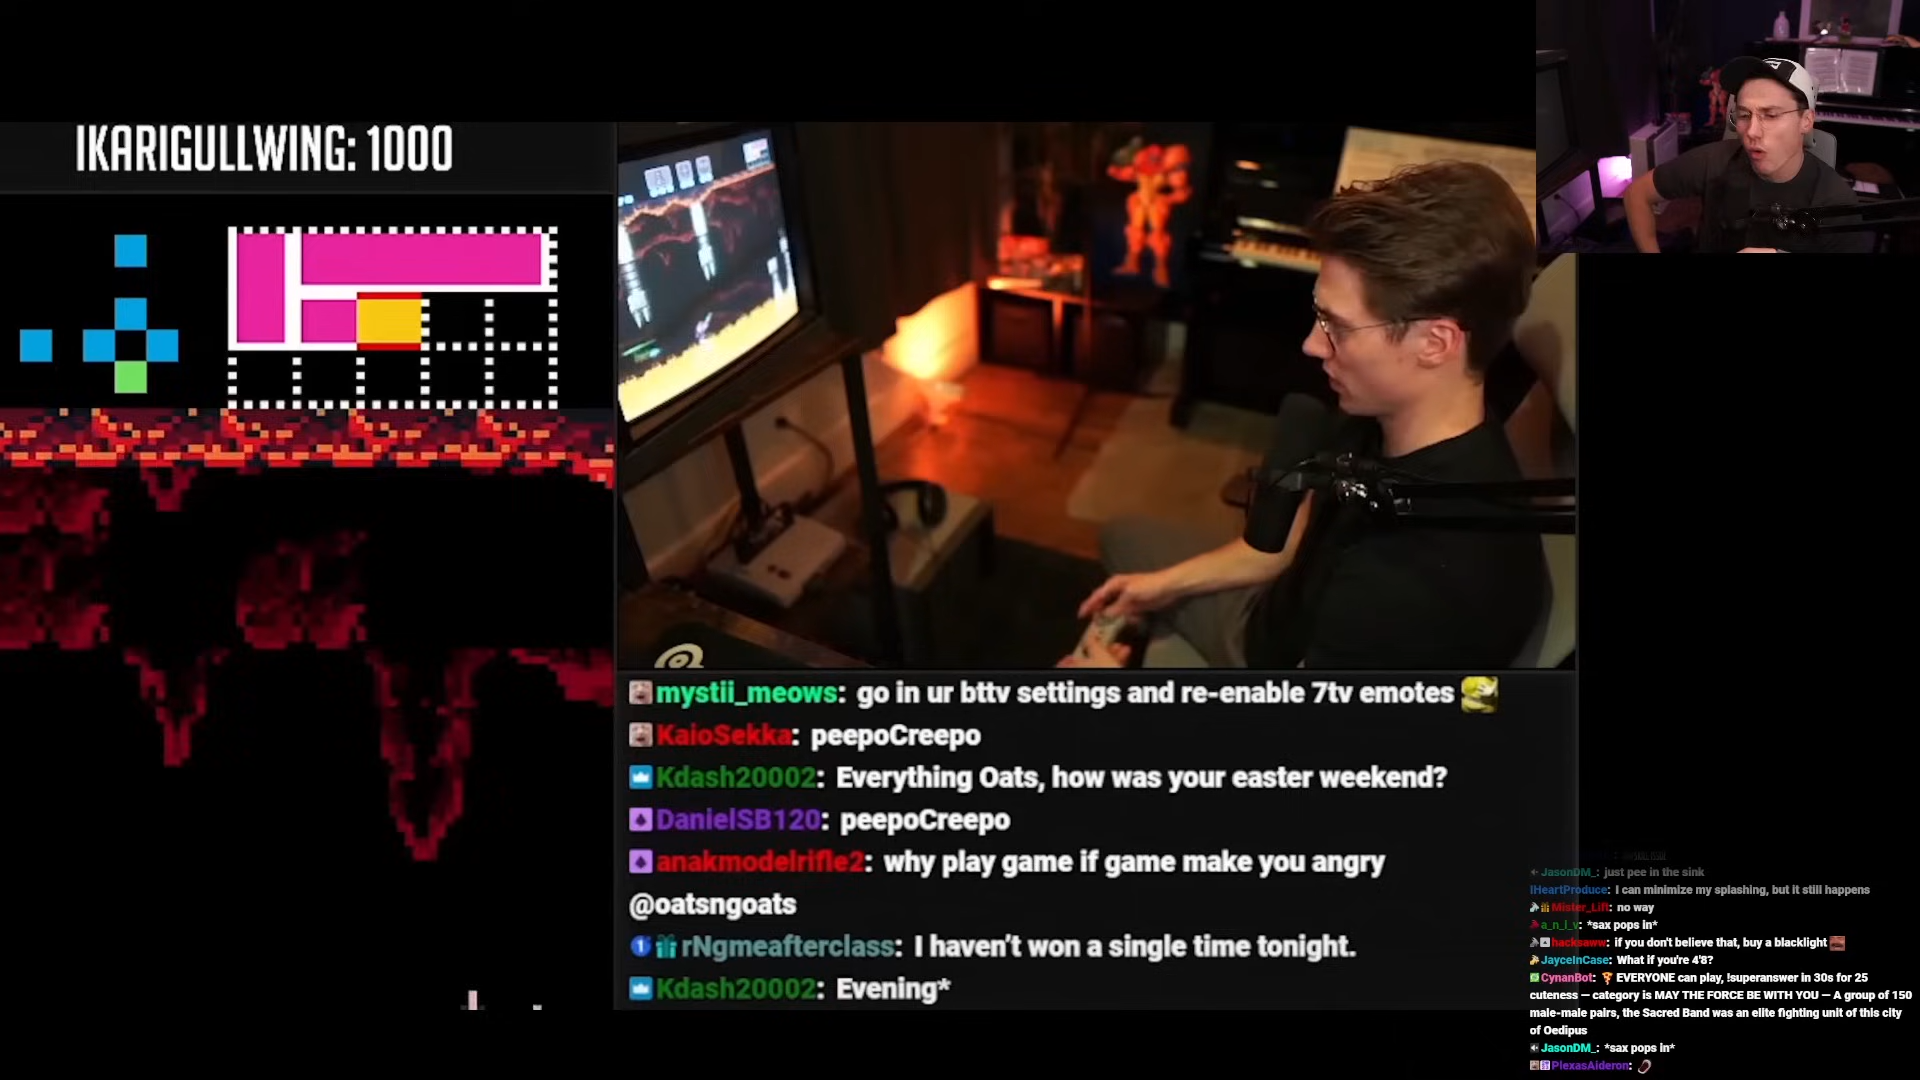 IKARIGULLWING: 1000
mystii_meows: go in ur bttv settings and re-enable 7tv emotes
KaioSekka: peepoCreepo
Kdash20002: Everything Oats, how was your easter weekend?
DanielSB120: peepoCreepo
anakmodelrifle2: why play game if game make you angry
@oatsngoats
rNgmeafterclass: I haven't won a single time tonight.
Kdash20002: Evening*
JasonDM_: just pee in the sink
IHeartProduce: I can minimize my splashing, but it still happens
Mister_Lift: no way
a_n_l_v: *sax pops in*
hacksaww: if you don't believe that, buy a blacklight
JayceInCase: What if you're 4'8?
CynanBot: EVERYONE can play, !superanswer in 30s for 25
cuteness — category is MAY THE FORCE BE WITH YOU — A group of 150
male-male pairs, the Sacred Band was an elite fighting unit of this city
of Oedipus
JasonDM_: *sax pops in*
PlexasAideron: